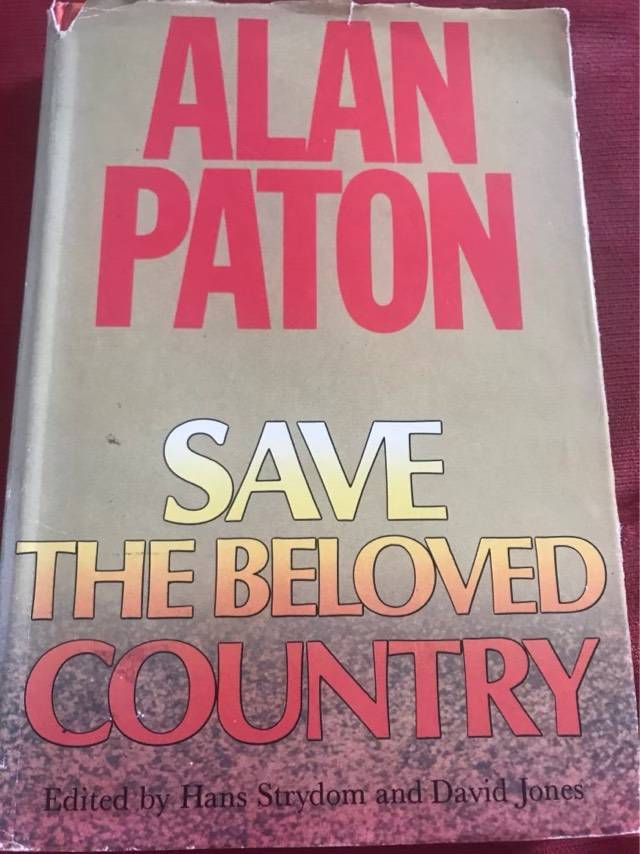 ALAN
PATON
SAVE
THE BELOVED
COUNTRY
Edited by Hans Strydom and David Jones